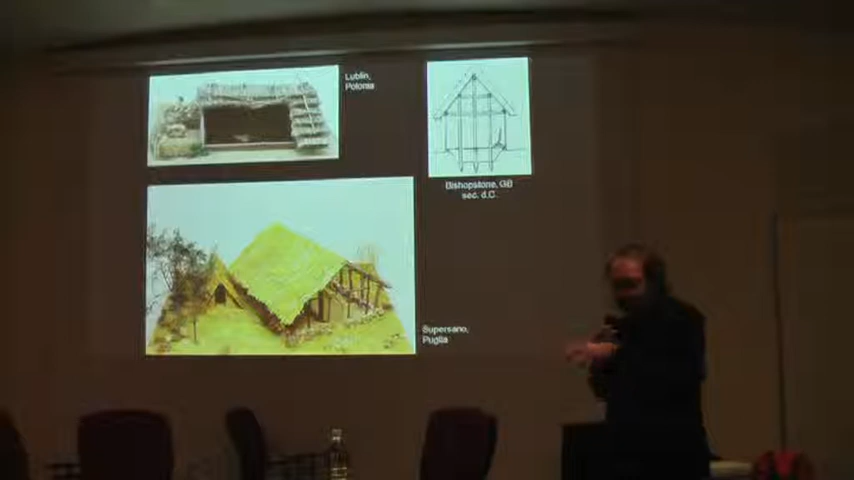 Lublin,
Polonia
Bishopstone, GB
sec. d.C.
Supersano,
Puglia